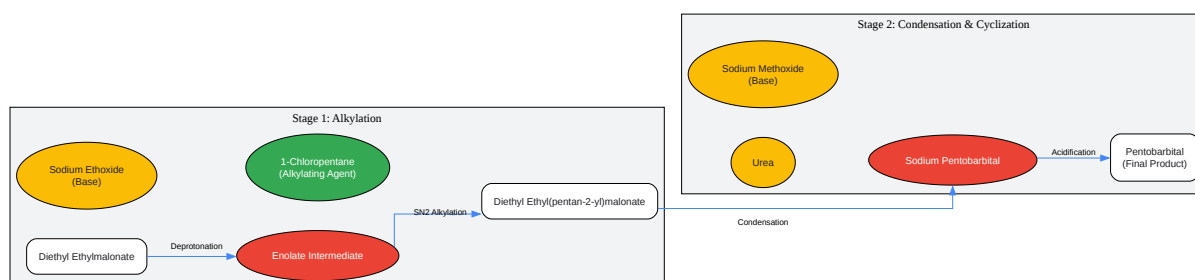 Stage 1: Alkylation
Sodium Ethoxide
(Base)
1-Chloropentane
(Alkylating Agent)
Diethyl Ethylmalonate
Deprotonation
Enolate Intermediate
SN2 Alkylation
Diethyl Ethyl(pentan-2-yl)malonate
Condensation
Stage 2: Condensation & Cyclization
Sodium Methoxide
(Base)
Urea
Sodium Pentobarbital
Acidification
Pentobarbital
(Final Product)